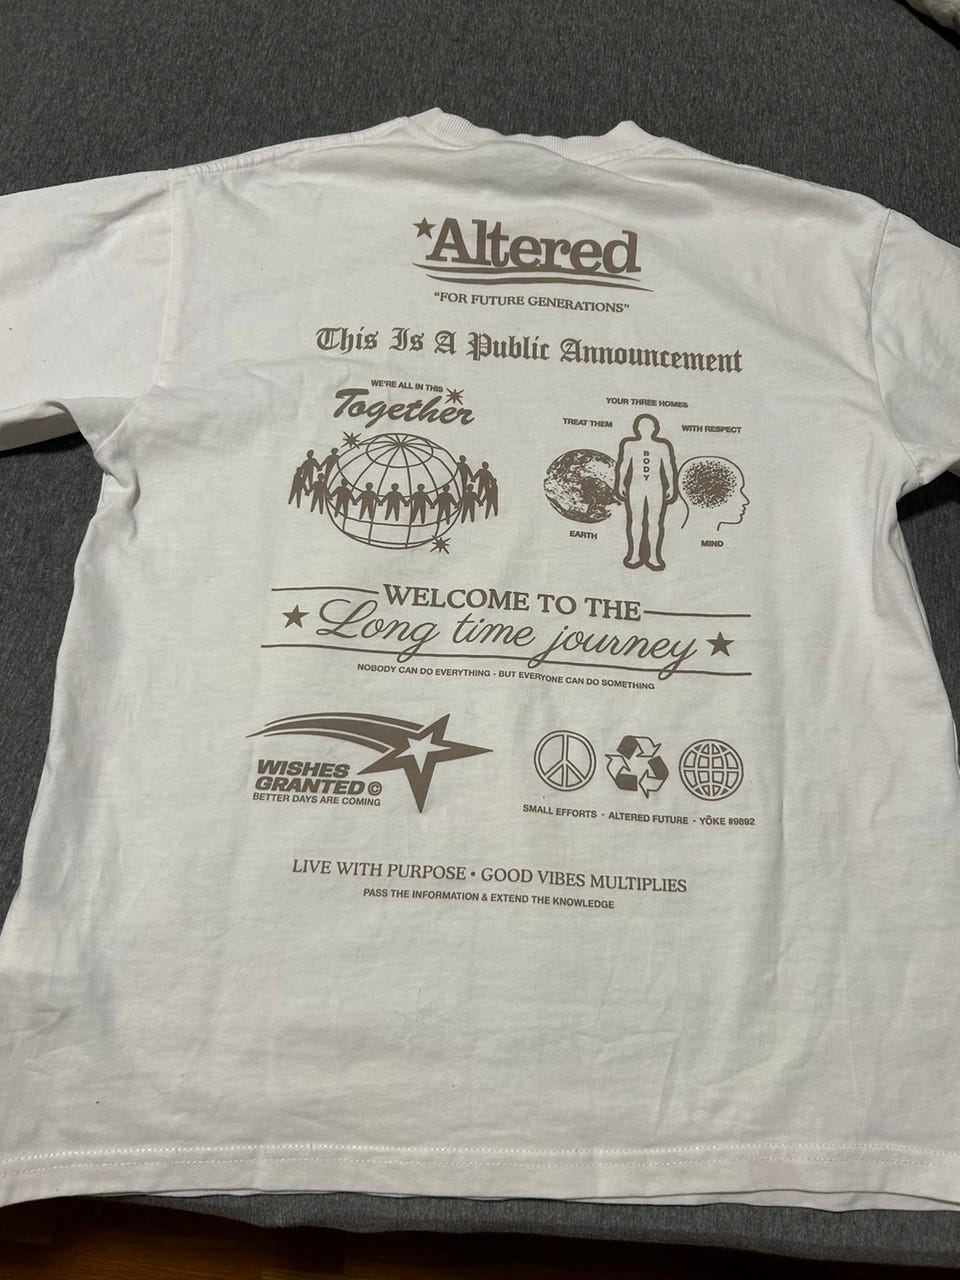 *Altered
"FOR FUTURE GENERATIONS"
This Is A Public Announcement
WE'RE ALL IN THIS
Together
YOUR THREE HOMES
TREAT THEM
WITH RESPECT
BODY
EARTH
MIND
WELCOME TO THE
Long time journey
NOBODY CAN DO EVERYTHING - BUT EVERYONE CAN DO SOMETHING
WISHES
GRANTED©
BETTER DAYS ARE COMING
SMALL EFFORTS - ALTERED FUTURE - YŌKE #9892
LIVE WITH PURPOSE • GOOD VIBES MULTIPLIES
PASS THE INFORMATION & EXTEND THE KNOWLEDGE